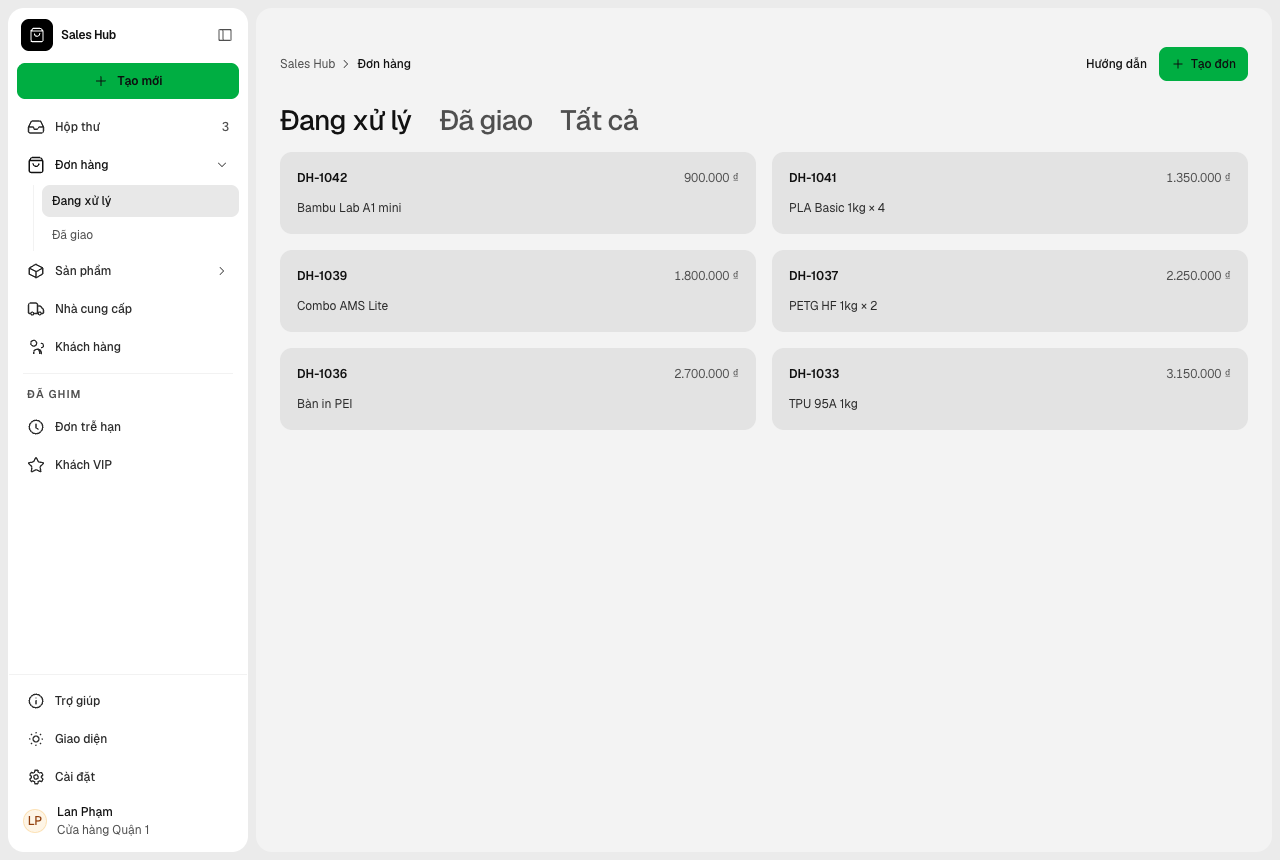 Sales Hub
Tạo mới
Hộp thư 3
Đơn hàng
Đang xử lý
Đã giao
Sản phẩm
Nhà cung cấp
Khách hàng
ĐÃ GHIM
Đơn trễ hạn
Khách VIP
Trợ giúp
Giao diện
Cài đặt
LP
Lan Phạm
Cửa hàng Quận 1
Sales Hub > Đơn hàng
Hướng dẫn
Tạo đơn
Đang xử lý Đã giao Tất cả
DH-1042 900.000 ₫
Bambu Lab A1 mini
DH-1041 1.350.000 ₫
PLA Basic 1kg × 4
DH-1039 1.800.000 ₫
Combo AMS Lite
DH-1037 2.250.000 ₫
PETG HF 1kg × 2
DH-1036 2.700.000 ₫
Bàn in PEI
DH-1033 3.150.000 ₫
TPU 95A 1kg